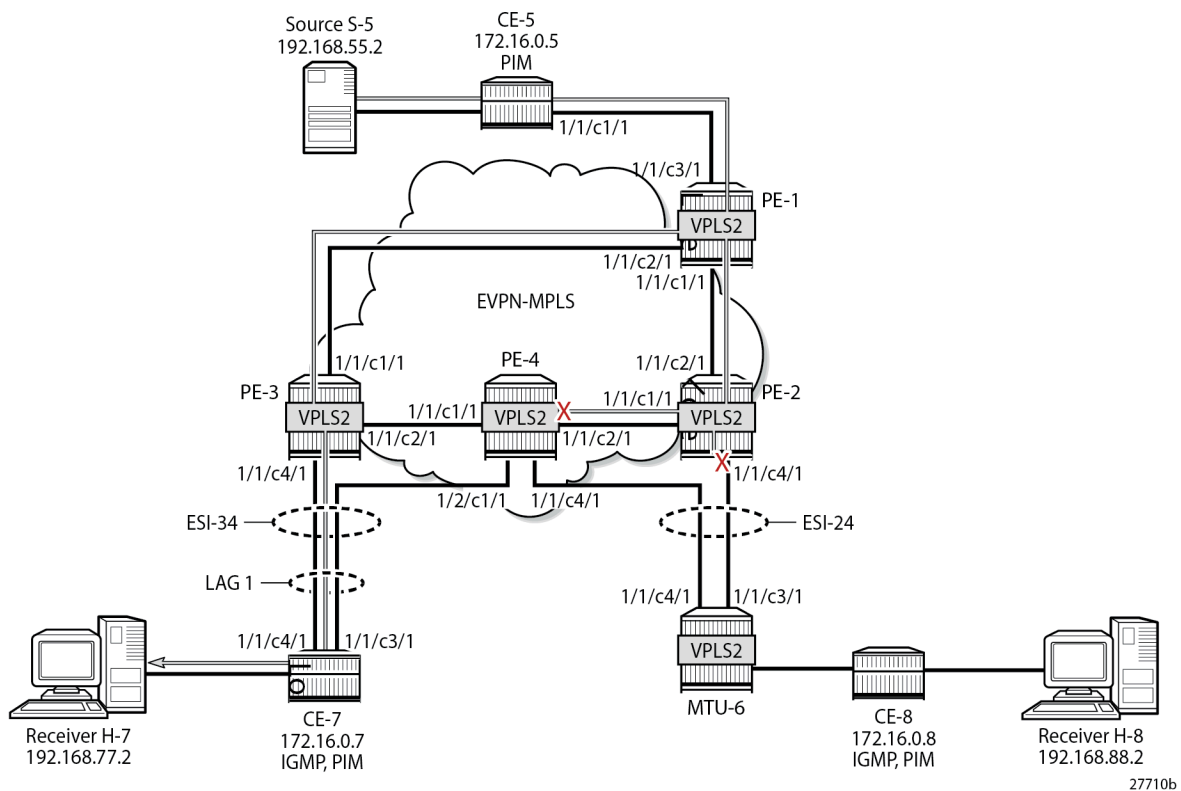 Source S-5
192.168.55.2
CE-5
172.16.0.5
PIM
1/1/c1/1
1/1/c3/1
PE-1
VPLS2
1/1/c2/1
1/1/c1/1
EVPN-MPLS
1/1/c1/1
PE-4
1/1/c2/1
PE-3
PE-2
1/1/c1/1
1/1/c1/1
VPLS2
VPLS2
VPLS2
1/1/c2/1
1/1/c2/1
1/1/c4/1
1/1/c4/1
1/2/c1/1
1/1/c4/1
ESI-34
ESI-24
LAG 1
1/1/c4/1
1/1/c3/1
1/1/c4/1
1/1/c3/1
VPLS2
MTU-6
Receiver H-7
192.168.77.2
CE-7
172.16.0.7
IGMP, PIM
CE-8
172.16.0.8
IGMP, PIM
Receiver H-8
192.168.88.2
27710b